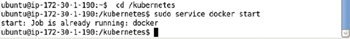 ubuntu@ip-172-30-1-190:~$ cd /kubernetes
ubuntu@ip-172-30-1-190:/kubernetes$ sudo service docker start
start: Job is already running: docker
ubuntu@ip-172-30-1-190:/kubernetes$